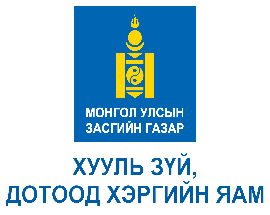 МОНГОЛ УЛСЫН
ЗАСГИЙН ГАЗАР
ХУУЛЬ ЗҮЙ,
ДОТООД ХЭРГИЙН ЯАМ